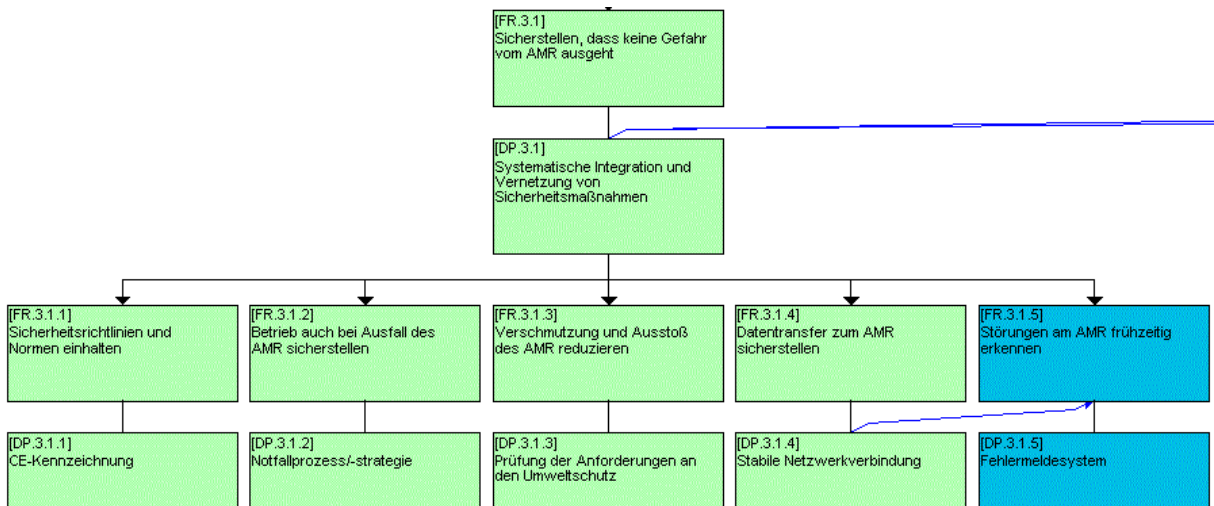 [FR.3.1]
Sicherstellen, dass keine Gefahr
vom AMR ausgeht
[DP.3.1]
Systematische Integration und
Vernetzung von
Sicherheitsmaßnahmen
[FR.3.1.1]
Sicherheitsrichtlinien und
Normen einhalten
[FR.3.1.2]
Betrieb auch bei Ausfall des
AMR sicherstellen
[FR.3.1.3]
Verschmutzung und Ausstoß
des AMR reduzieren
[FR.3.1.4]
Datentransfer zum AMR
sicherstellen
[FR.3.1.5]
Störungen am AMR frühzeitig
erkennen
[DP.3.1.1]
CE-Kennzeichnung
[DP.3.1.2]
Notfallprozess/-strategie
[DP.3.1.3]
Prüfung der Anforderungen an
den Umweltschutz
[DP.3.1.4]
Stabile Netzwerkverbindung
[DP.3.1.5]
Fehlermeldesystem